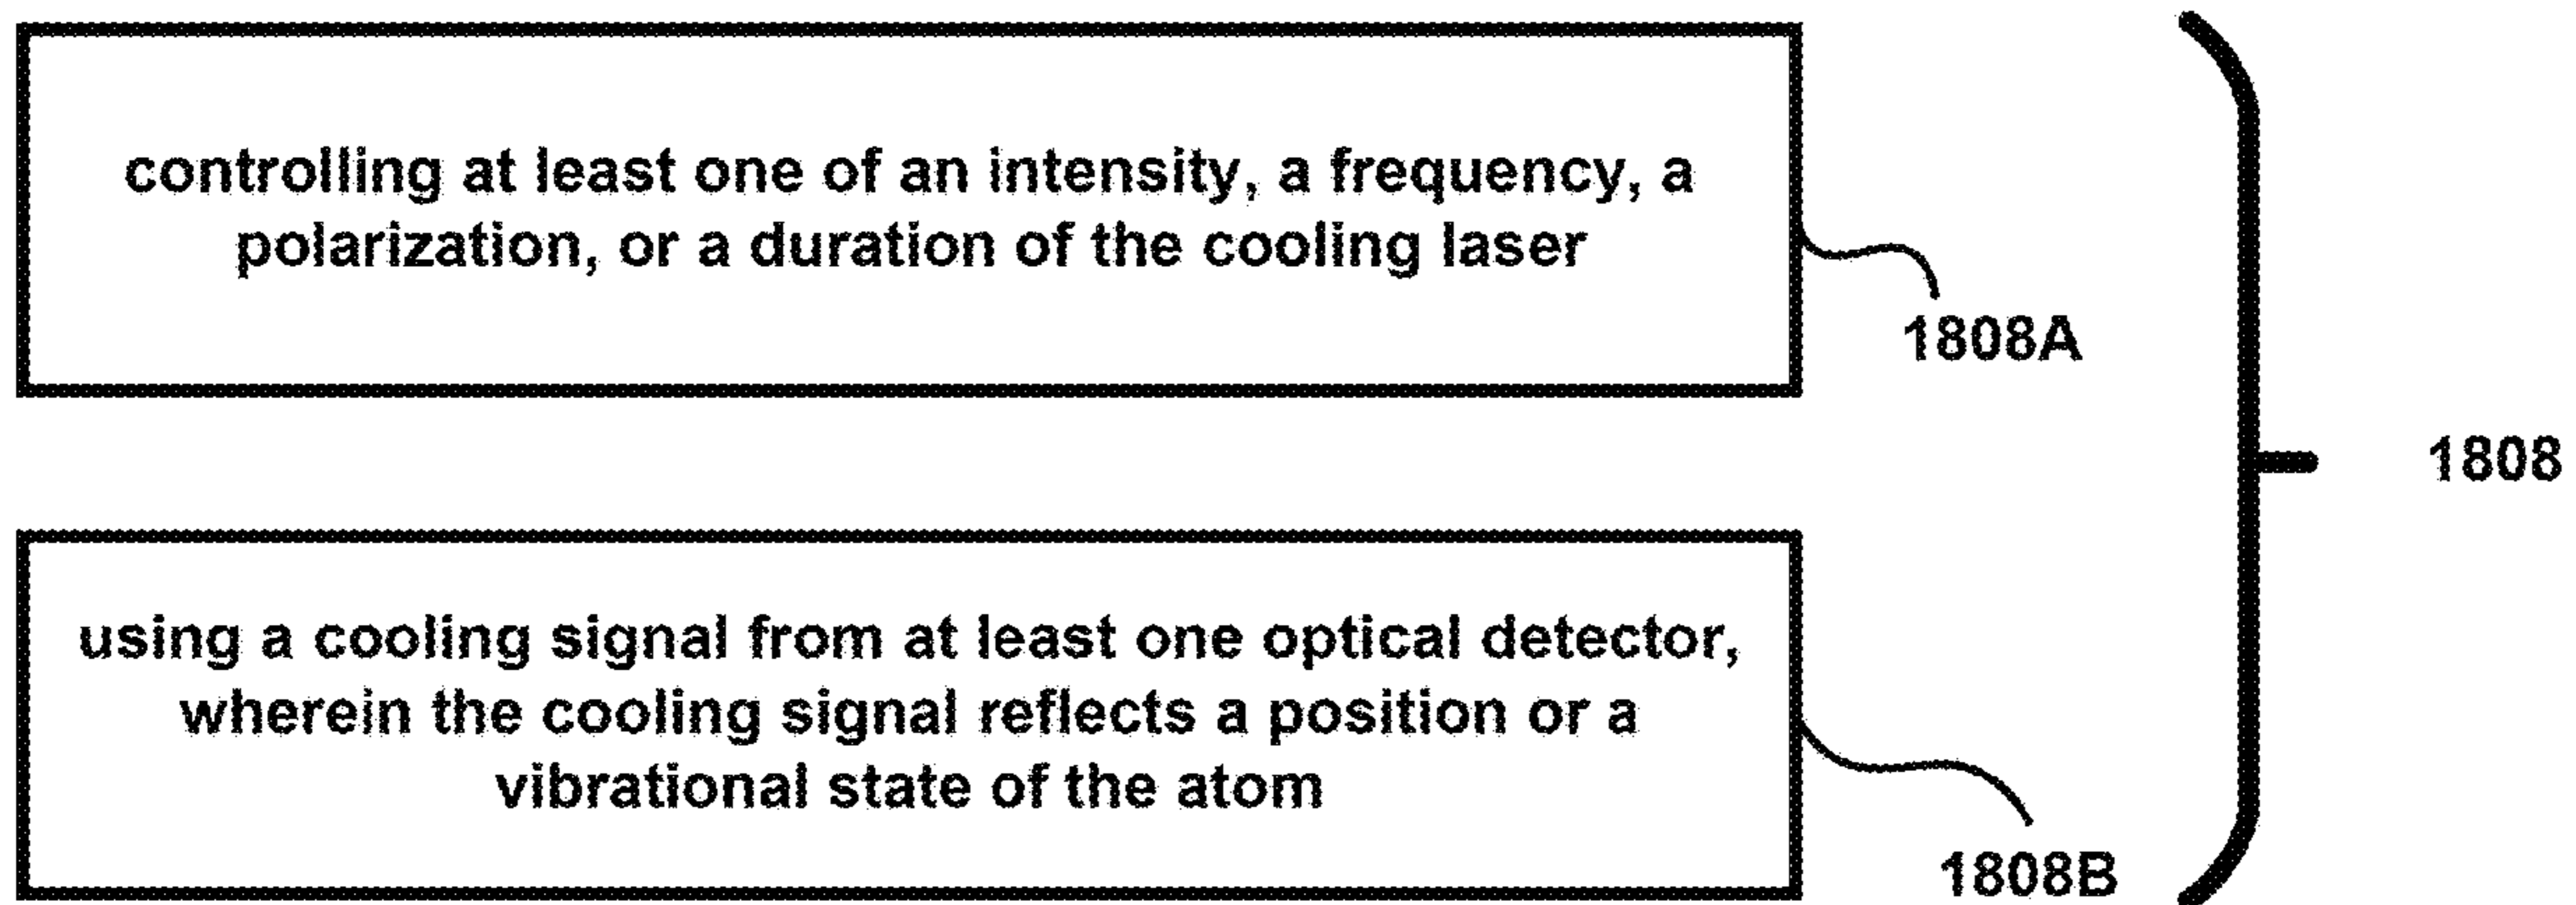 controlling at least one of an intensity, a frequency, a
polarization, or a duration of the cooling laser
1808A
1808
using a cooling signal from at least one optical detector,
wherein the cooling signal reflects a position or a
vibrational state of the atom
1808B